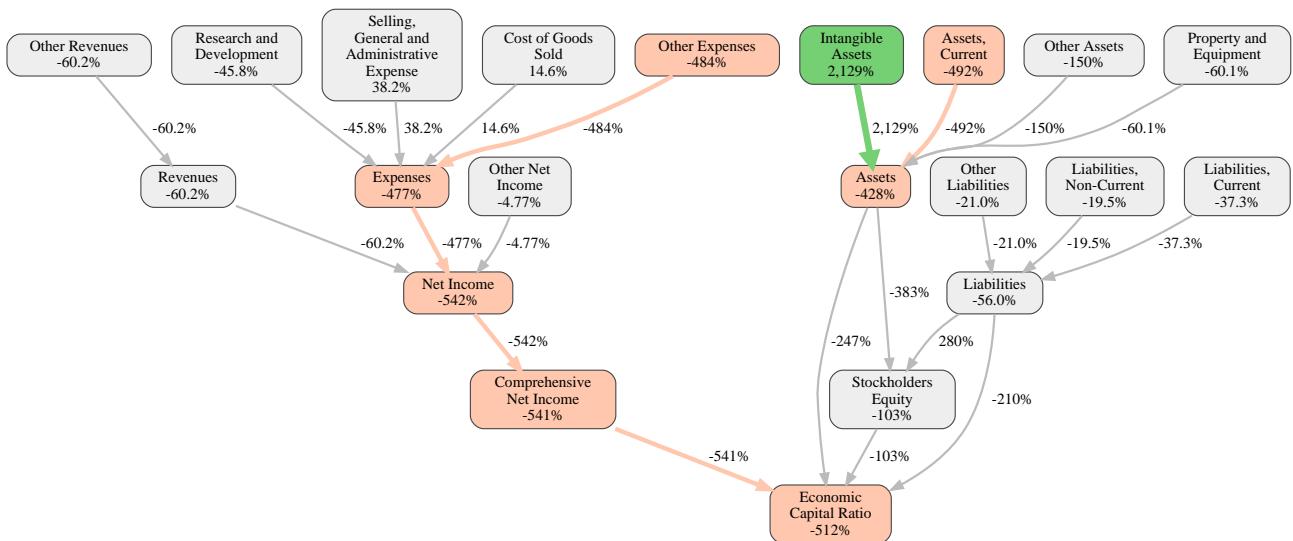 Other Revenues
-60.2%
Research and
Development
-45.8%
Selling,
General and
Administrative
Expense
38.2%
Cost of Goods
Sold
14.6%
Other Expenses
-484%
Intangible
Assets
2,129%
Assets,
Current
-492%
Other Assets
-150%
Property and
Equipment
-60.1%
-60.2%
-45.8%
38.2%
14.6%
-484%
2,129%
-492%
-150%
-60.1%
Revenues
-60.2%
Expenses
-477%
Other Net
Income
-4.77%
Assets
-428%
Other
Liabilities
-21.0%
Liabilities,
Non-Current
-19.5%
Liabilities,
Current
-37.3%
-60.2%
-477%
-4.77%
-21.0%
-19.5%
-37.3%
Net Income
-542%
-383%
Liabilities
-56.0%
-542%
-247%
280%
Comprehensive
Net Income
-541%
Stockholders
Equity
-103%
-210%
-541%
-103%
Economic
Capital Ratio
-512%